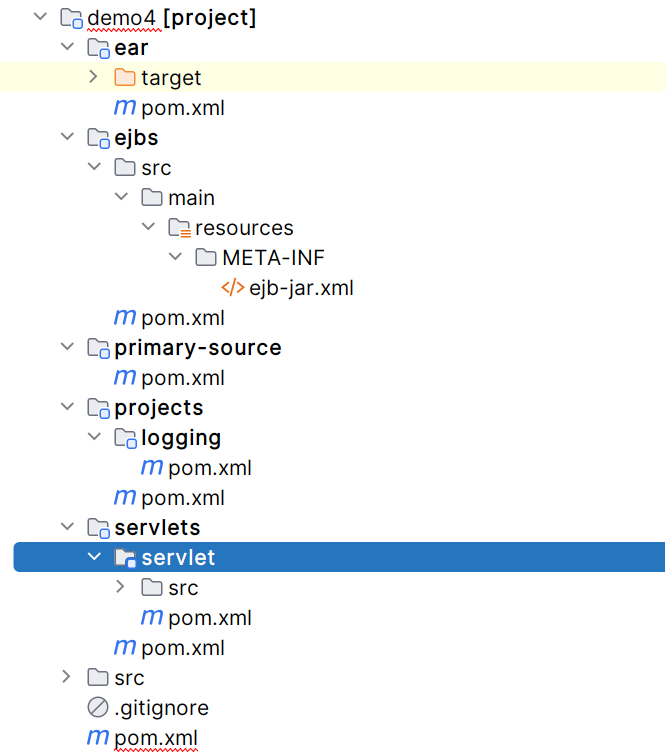 demo4 [project]
ear
target
m pom.xml
ejbs
src
main
resources
META-INF
</> ejb-jar.xml
m pom.xml
primary-source
m pom.xml
projects
logging
m pom.xml
m pom.xml
servlets
servlet
src
m pom.xml
m pom.xml
src
.gitignore
m pom.xml